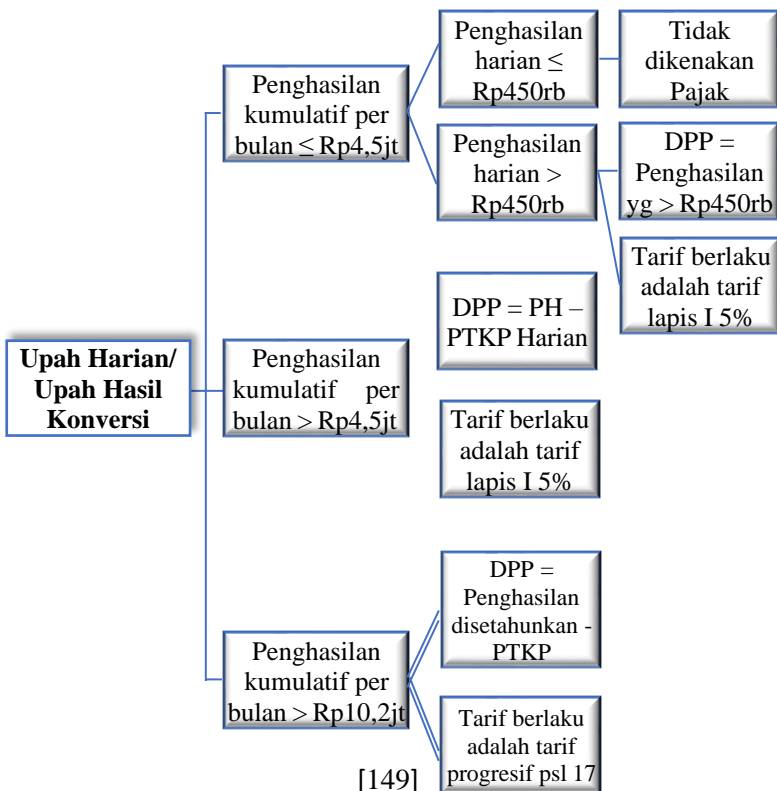 Upah Harian/
Upah Hasil
Konversi
Penghasilan
kumulatif per
bulan ≤ Rp4,5jt
Penghasilan
harian ≤
Rp450rb
Tidak
dikenakan
Pajak
Penghasilan
harian >
Rp450rb
DPP =
Penghasilan
yg > Rp450rb
Tarif berlaku
adalah tarif
lapis I 5%
Penghasilan
kumulatif per
bulan > Rp4,5jt
DPP = PH –
PTKP Harian
Tarif berlaku
adalah tarif
lapis I 5%
Penghasilan
kumulatif per
bulan > Rp10,2jt
DPP =
Penghasilan
disetahunkan -
PTKP
Tarif berlaku
adalah tarif
progresif psl 17
[149]